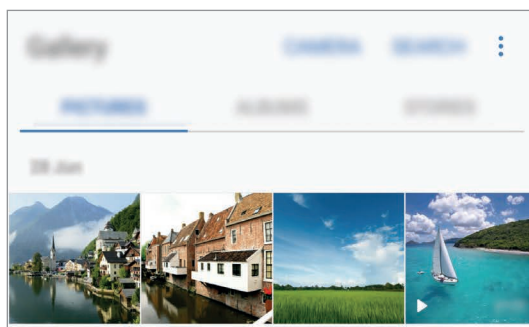 Gallery
CAMERA
SEARCH
PICTURES
ALBUMS
STORIES
28 Jun